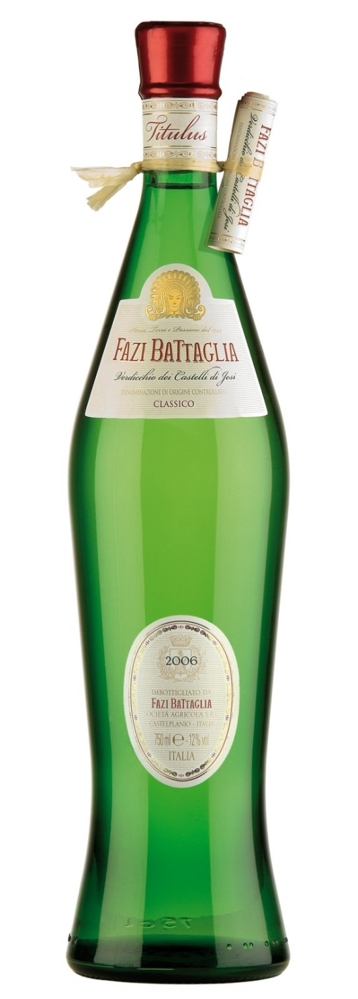 Titulus
FAZI BATTAGLIA
Verdicchio dei Castelli di Jesi
DENOMINAZIONE CONTROLLATA
Storia, Terra e Passione dal
FAZI BATTAGLIA
Verdicchio dei Castelli di Jesi
DENOMINAZIONE DI ORIGINE CONTROLLATA
CLASSICO
2006
IMBOTTIGLIATO DA
FAZI BATTAGLIA
SOCIETÀ AGRICOLA S.R.L.
CASTELPLANIO - ITALIA
750 ml e - 12% vol
ITALIA